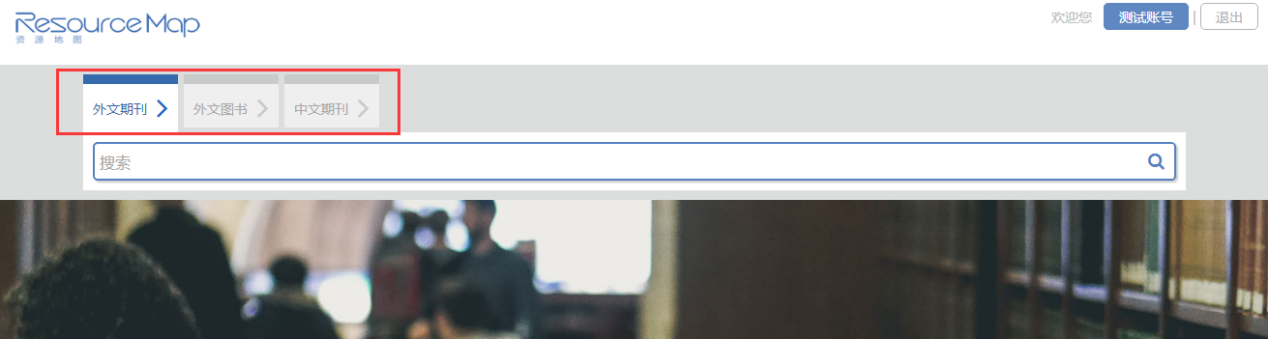 ResourceMap
资源地图
欢迎您 测试账号 | 退出
外文期刊 外文图书 中文期刊
搜索